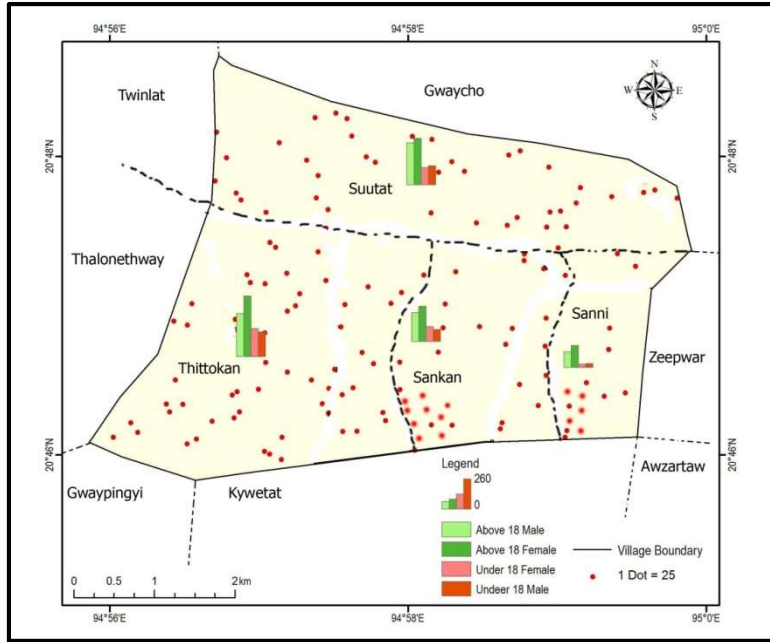 94°56'E 94°58'E 95°0'E
Twinlat
Gwaycho
N
W E
S
20°48'N 20°48'N
Suutat
Thalonethway
Sanni
Thittokan
Sankan
Zeepwar
20°46'N 20°46'N
Gwaypingyi
Kywetat
Awzartaw
Legend
260
0
Above 18 Male
Above 18 Female
Under 18 Female
Undeer 18 Male
Village Boundary
1 Dot = 25
0 0.5 1 2km
94°56'E 94°58'E 95°0'E